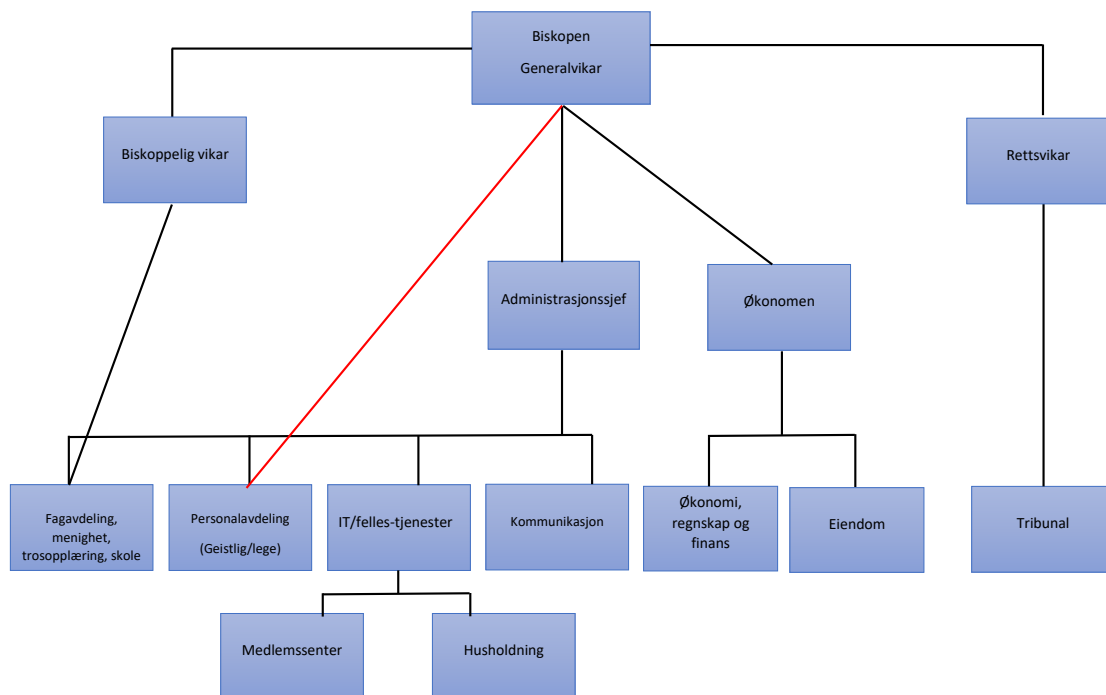 Biskopen
Generalvikar
Biskoppelig vikar
Rettsvikar
Administrasjonssjef
Økonomen
Fagavdeling,
menighet,
trosopplæring, skole
Personalavdeling
(Geistlig/lege)
IT/felles-tjenester
Kommunikasjon
Økonomi,
regnskap og
finans
Eiendom
Tribunal
Medlemssenter
Husholdning